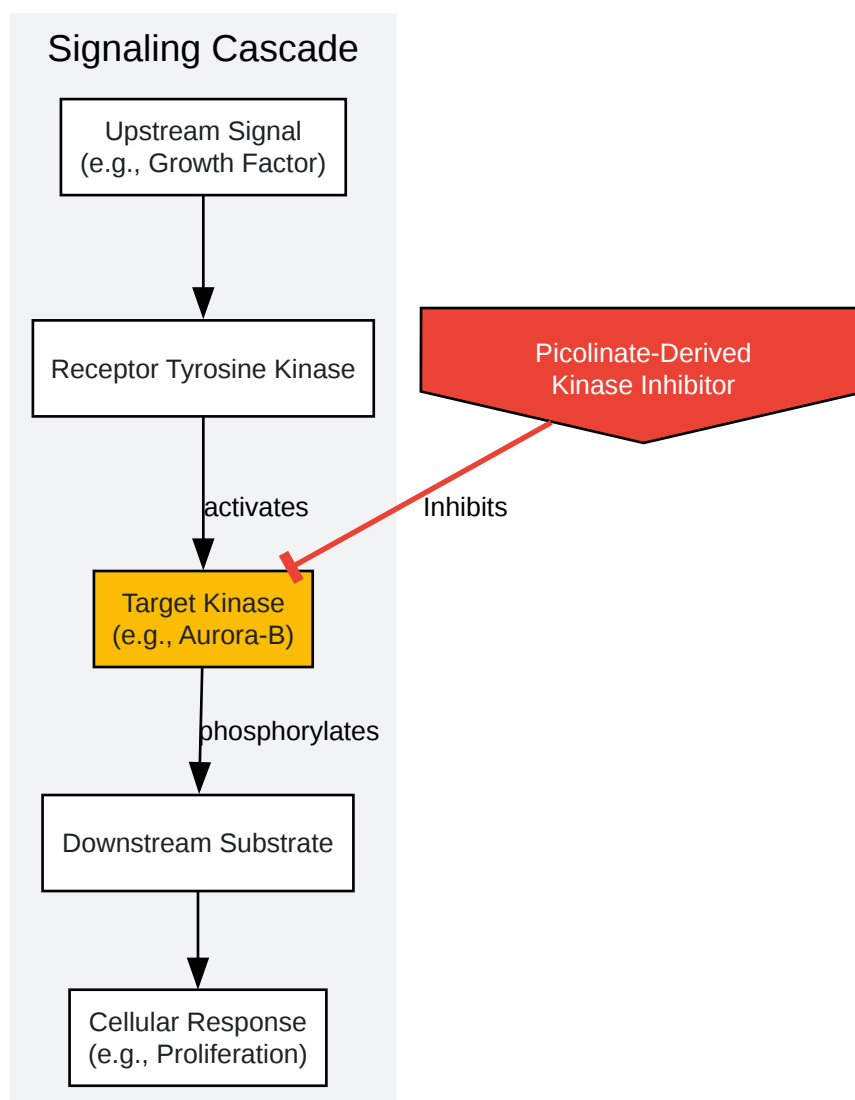 Signaling Cascade
Upstream Signal
(e.g., Growth Factor)
Receptor Tyrosine Kinase
Picolinate-Derived
Kinase Inhibitor
activates
Inhibits
Target Kinase
(e.g., Aurora-B)
phosphorylates
Downstream Substrate
Cellular Response
(e.g., Proliferation)